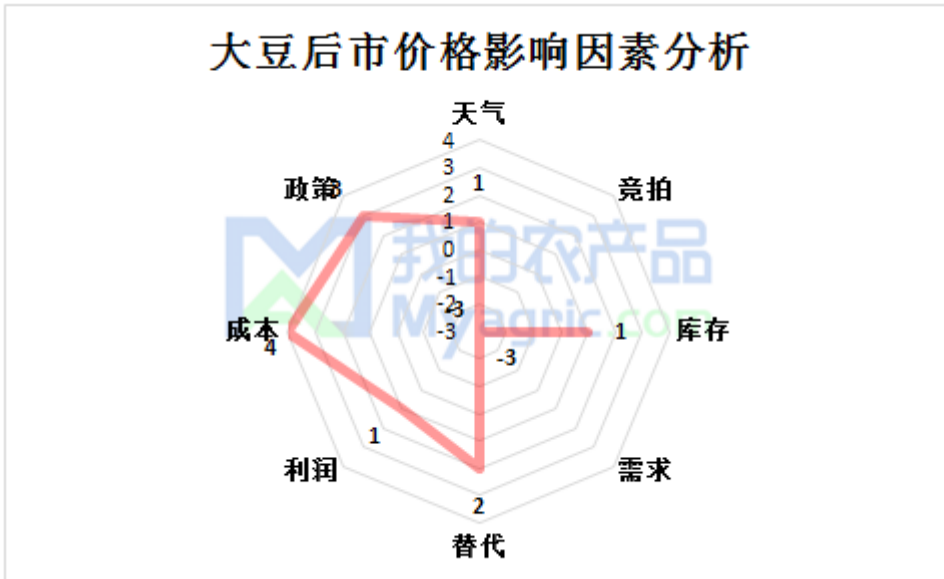 大豆后市价格影响因素分析
天气
4
3
2
1
0
-1
-2
-3
1
竞拍
-3
库存
1
需求
-3
替代
2
利润
1
成本
4
政策
3
我的农产品
Myagric.com